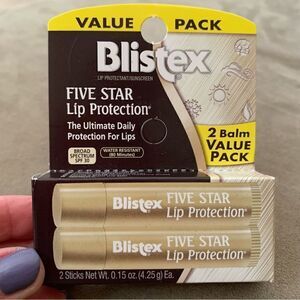 VALUE PACK
Blistex
LIP PROTECTANT/SUNSCREEN
FIVE STAR
Lip Protection®
The Ultimate Daily
Protection For Lips
BROAD
SPECTRUM
SPF 30
WATER RESISTANT
(80 Minutes)
2 Balm
VALUE
PACK
Blistex FIVE STAR
Lip Protection®
Blistex FIVE STAR
Lip Protection®
2 Sticks Net Wt. 0.15 oz. (4.25 g) Ea.